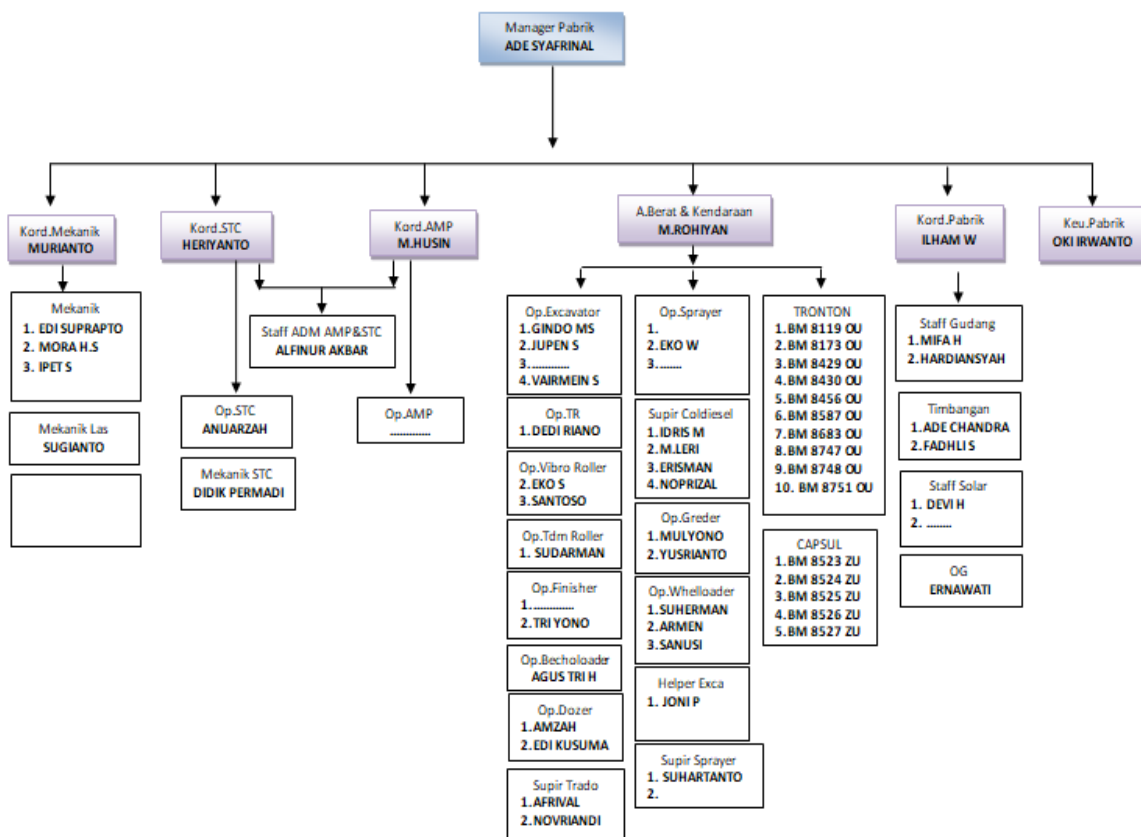 Manager Pabrik
ADE SYAFRINAL
Kord.Mekanik
MURIANTO
Kord.STC
HERIYANTO
Kord.AMP
M.HUSIN
A.Berat & Kendaraan
M.ROHIYAN
Kord.Pabrik
ILHAM W
Keu.Pabrik
OKI IRWANTO
Mekanik
1. EDI SUPRAPTO
2. MORA H.S
3. IPET S
Mekanik Las
SUGIANTO
Staff ADM AMP&STC
ALFINUR AKBAR
Op.STC
ANUARZAH
Mekanik STC
DIDIK PERMADI
Op.AMP
.............
Op.Excavator
1.GINDO MS
2.JUPEN S
3.............
4.VAIRMEIN S
Op.TR
1.DEDI RIANO
Op.Vibro Roller
2.EKO S
3.SANTOSO
Op.Tdm Roller
1. SUDARMAN
Op.Finisher
1. .............
2.TRI YONO
Op.Becholoader
AGUS TRI H
Op.Dozer
1.AMZAH
2.EDI KUSUMA
Supir Trado
1.AFRIVAL
2.NOVRIANDI
Op.Sprayer
1.
2.EKO W
3........
Supir Coldiesel
1.IDRIS M
2.M.LERI
3.ERISMAN
4.NOPRIZAL
Op.Greder
1.MULYONO
2.YUSRIANTO
Op.Whelloader
1.SUHERMAN
2.ARMEN
3.SANUSI
Helper Exca
1. JONI P
Supir Sprayer
1. SUHARTANTO
2.
TRONTON
1.BM 8119 OU
2.BM 8173 OU
3.BM 8429 OU
4.BM 8430 OU
5.BM 8456 OU
6.BM 8587 OU
7.BM 8683 OU
8.BM 8747 OU
9.BM 8748 OU
10. BM 8751 OU
CAPSUL
1.BM 8523 ZU
2.BM 8524 ZU
3.BM 8525 ZU
4.BM 8526 ZU
5.BM 8527 ZU
Staff Gudang
1.MIFA H
2.HARDIANSYAH
Timbangan
1.ADE CHANDRA
2.FADHLI S
Staff Solar
1. DEVI H
2. ........
OG
ERNAWATI